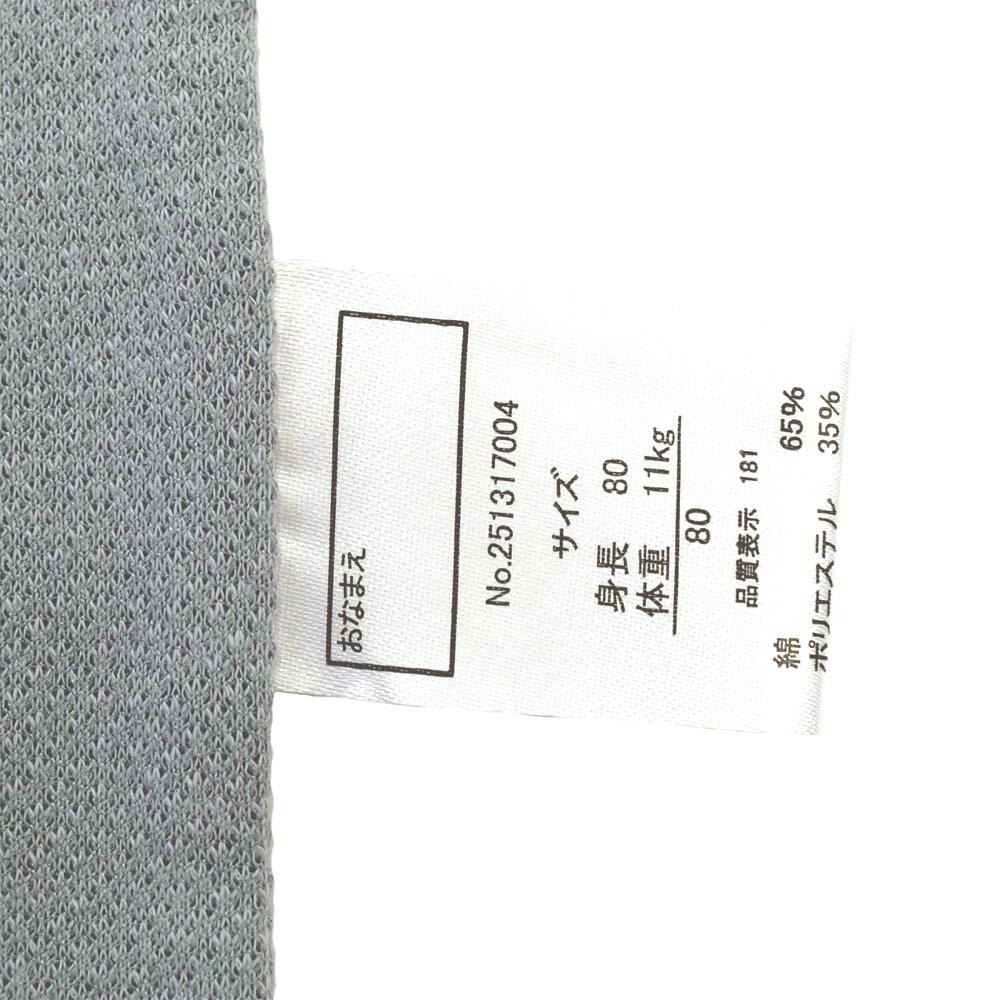 おなまえ
No.251317004
サイズ
身長 80
体重 11kg
80
品質表示 181
綿 65%
ポリエステル 35%